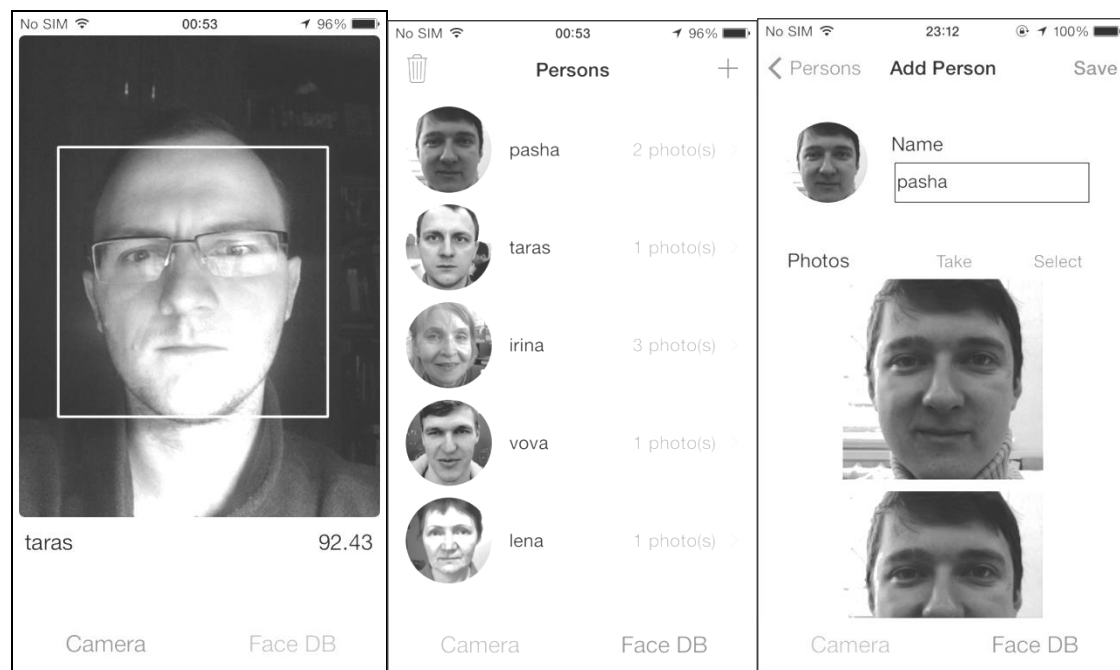 No SIM 00:53 96%
taras 92.43
Camera Face DB
No SIM 00:53 96%
Persons +
pasha 2 photo(s)
taras 1 photo(s)
irina 3 photo(s)
vova 1 photo(s)
lena 1 photo(s)
Camera Face DB
No SIM 23:12 100%
Persons Add Person Save
Name
pasha
Photos Take Select
Camera Face DB